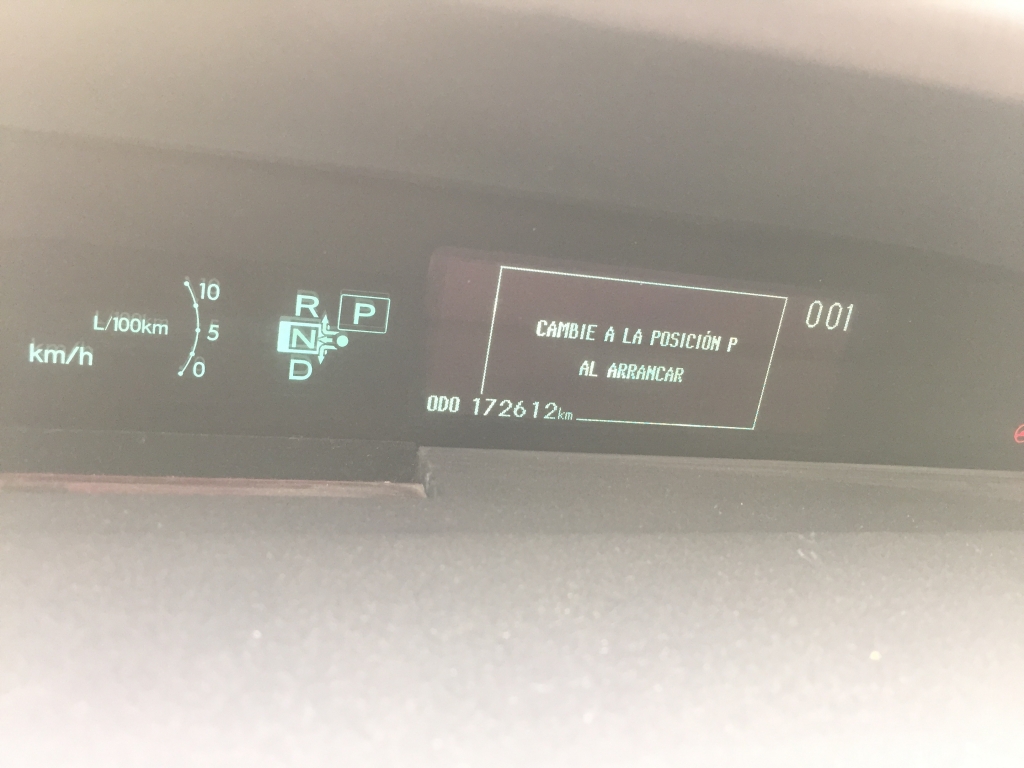 10
L/100km
5
km/h
0
R
P
N
D
CAMBIE A LA POSICIÓN P
AL ARRANCAR
ODO 172612km
001